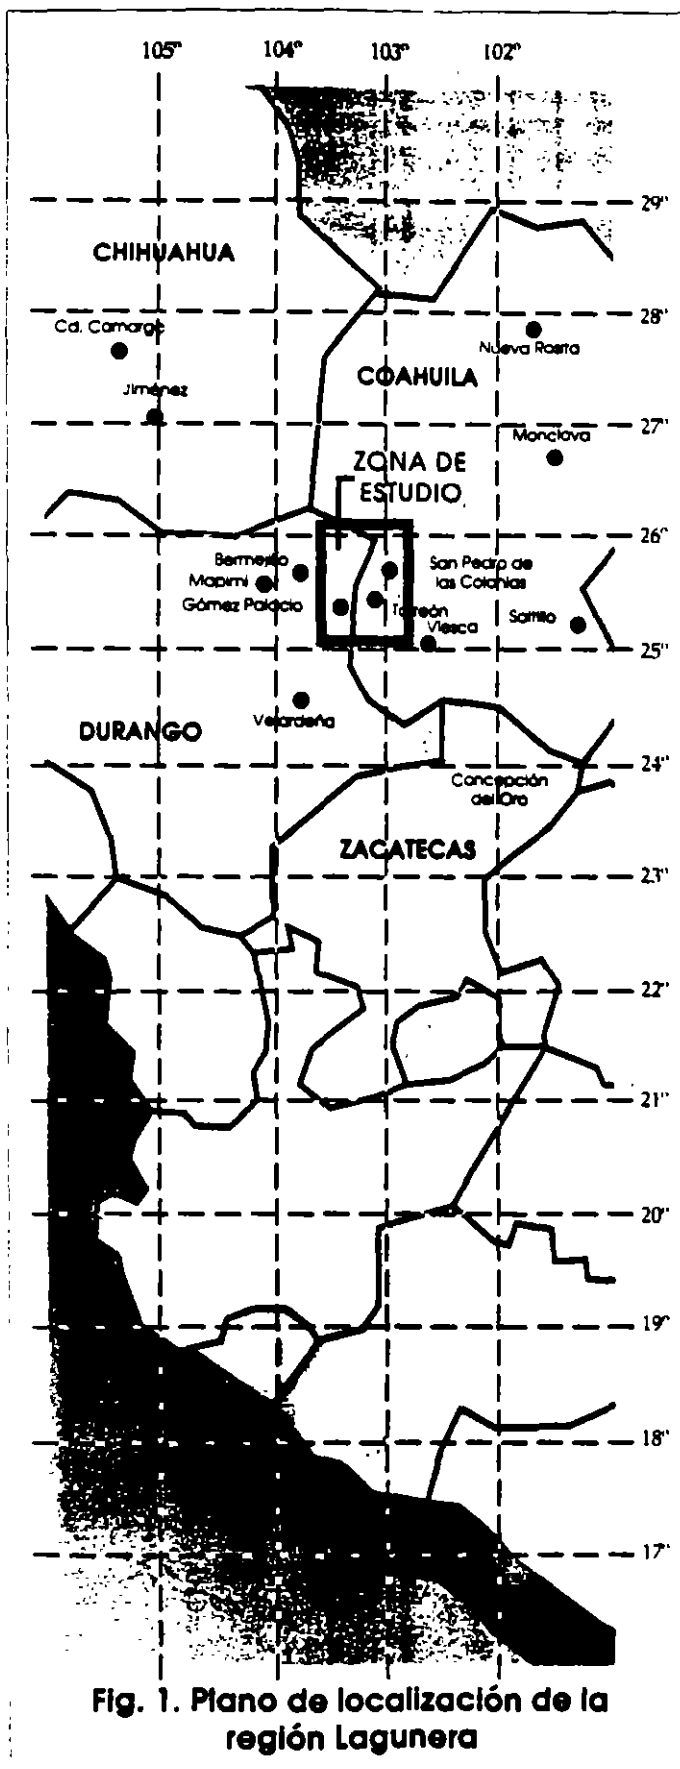 105° 104° 103° 102°
29°
CHIHUAHUA
28°
Cd. Camargo
Nueva Rosita
COAHUILA
Jiménez
27°
Monclova
ZONA DE
ESTUDIO
26°
Bermejillo
San Pedro de
las Colonias
Mapimí
Gómez Palacio
Torreón
Viesca
Saltillo
25°
Velardeña
DURANGO
24°
Concepción
del Oro
ZACATECAS
23°
22°
21°
20°
19°
18°
17°
Fig. 1. Plano de localización de la
región Lagunera